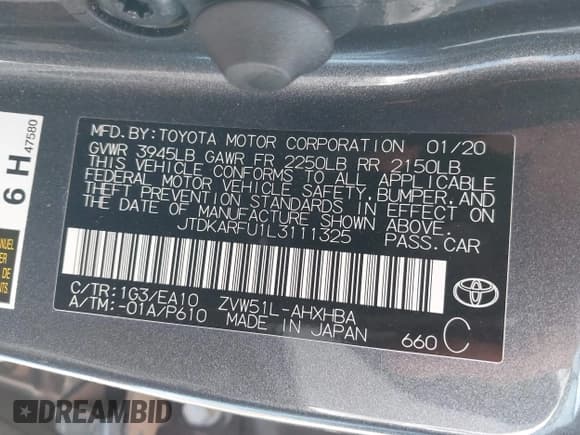 MFD. BY: TOYOTA MOTOR CORPORATION 01/20
GVWR 3945LB GAWR FR 2250LB RR 2150LB
THIS VEHICLE CONFORMS TO ALL APPLICABLE
FEDERAL MOTOR VEHICLE SAFETY, BUMPER, AND
THEFT PREVENTION STANDARDS IN EFFECT ON
THE DATE OF MANUFACTURE SHOWN ABOVE.
JTDKARFU1L3111325 PASS. CAR
C/TR: 1G3/EA10 ZVW51L-AHXHBA
A/TM: -01A/P610 MADE IN JAPAN 660 C
6 H 47580
DREAMBID